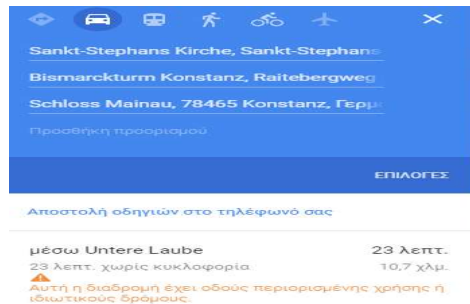 Sankt-Stephans Kirche, Sankt-Stephans
Bismarckturm Konstanz, Raitebergweg
Schloss Mainau, 78465 Konstanz, Γερμ
Προσθήκη προορισμού
ΕΠΙΛΟΓΕΣ
Αποστολή οδηγιών στο τηλέφωνό σας
μέσω Untere Laube 23 λεπτ.
23 λεπτ. χωρίς κυκλοφορία 10,7 χλμ.
Αυτή η διαδρομή έχει οδούς περιορισμένης χρήσης ή
ιδιωτικούς δρόμους.